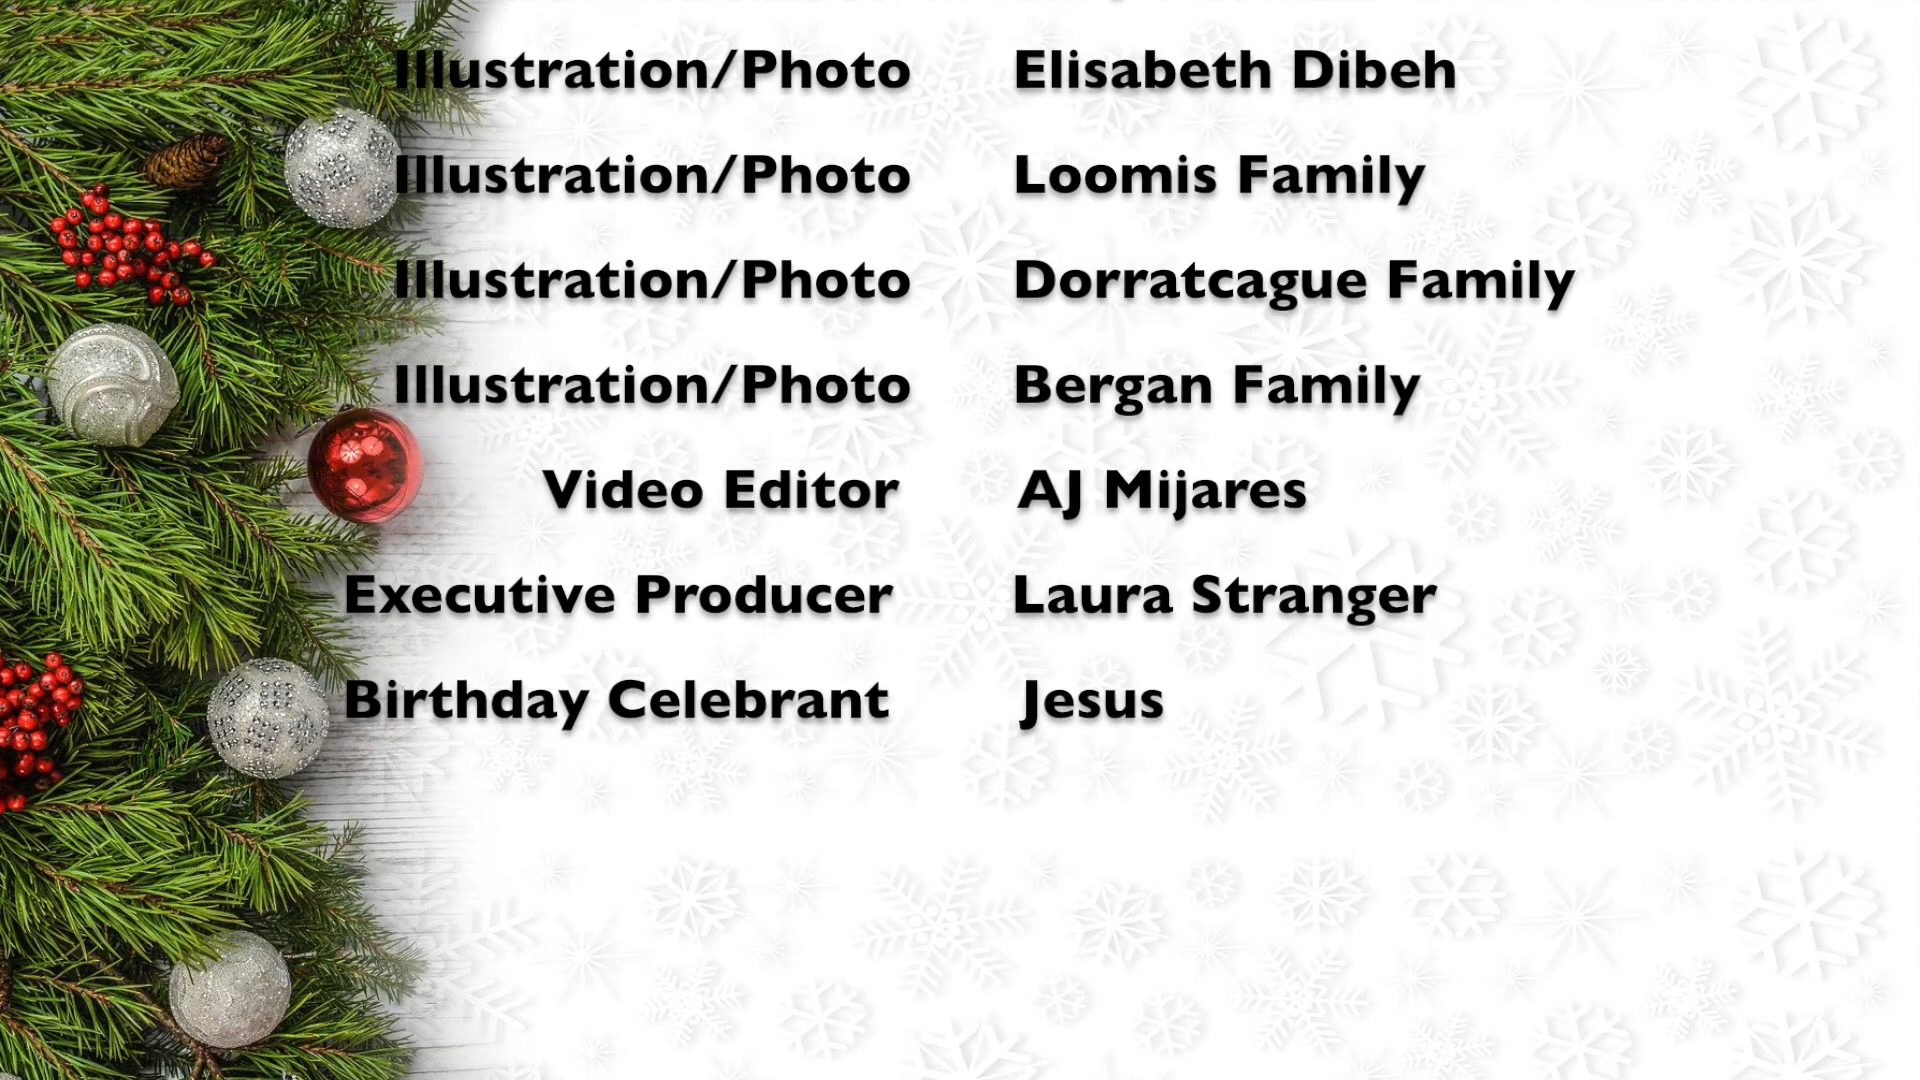 Illustration/Photo Elisabeth Dibeh
Illustration/Photo Loomis Family
Illustration/Photo Dorratcague Family
Illustration/Photo Bergan Family
Video Editor AJ Mijares
Executive Producer Laura Stranger
Birthday Celebrant Jesus